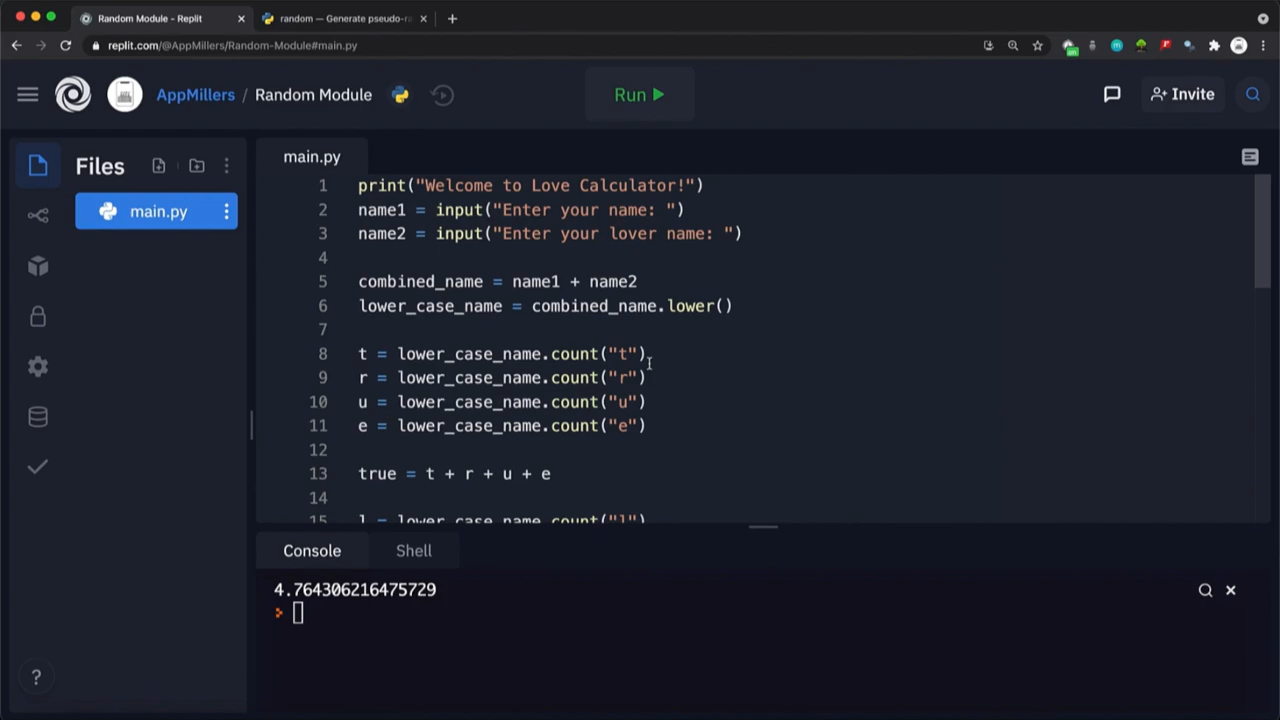 Random Module - Replit
random — Generate pseudo-ra
replit.com/@AppMillers/Random-Module#main.py
AppMillers / Random Module
Run
Invite
Files
main.py
main.py
1 print("Welcome to Love Calculator!")
2 name1 = input("Enter your name: ")
3 name2 = input("Enter your lover name: ")
4
5 combined_name = name1 + name2
6 lower_case_name = combined_name.lower()
7
8 t = lower_case_name.count("t")
9 r = lower_case_name.count("r")
10 u = lower_case_name.count("u")
11 e = lower_case_name.count("e")
12
13 true = t + r + u + e
14
15 l = lower_case_name.count("l")
Console
Shell
4.764306216475729
?